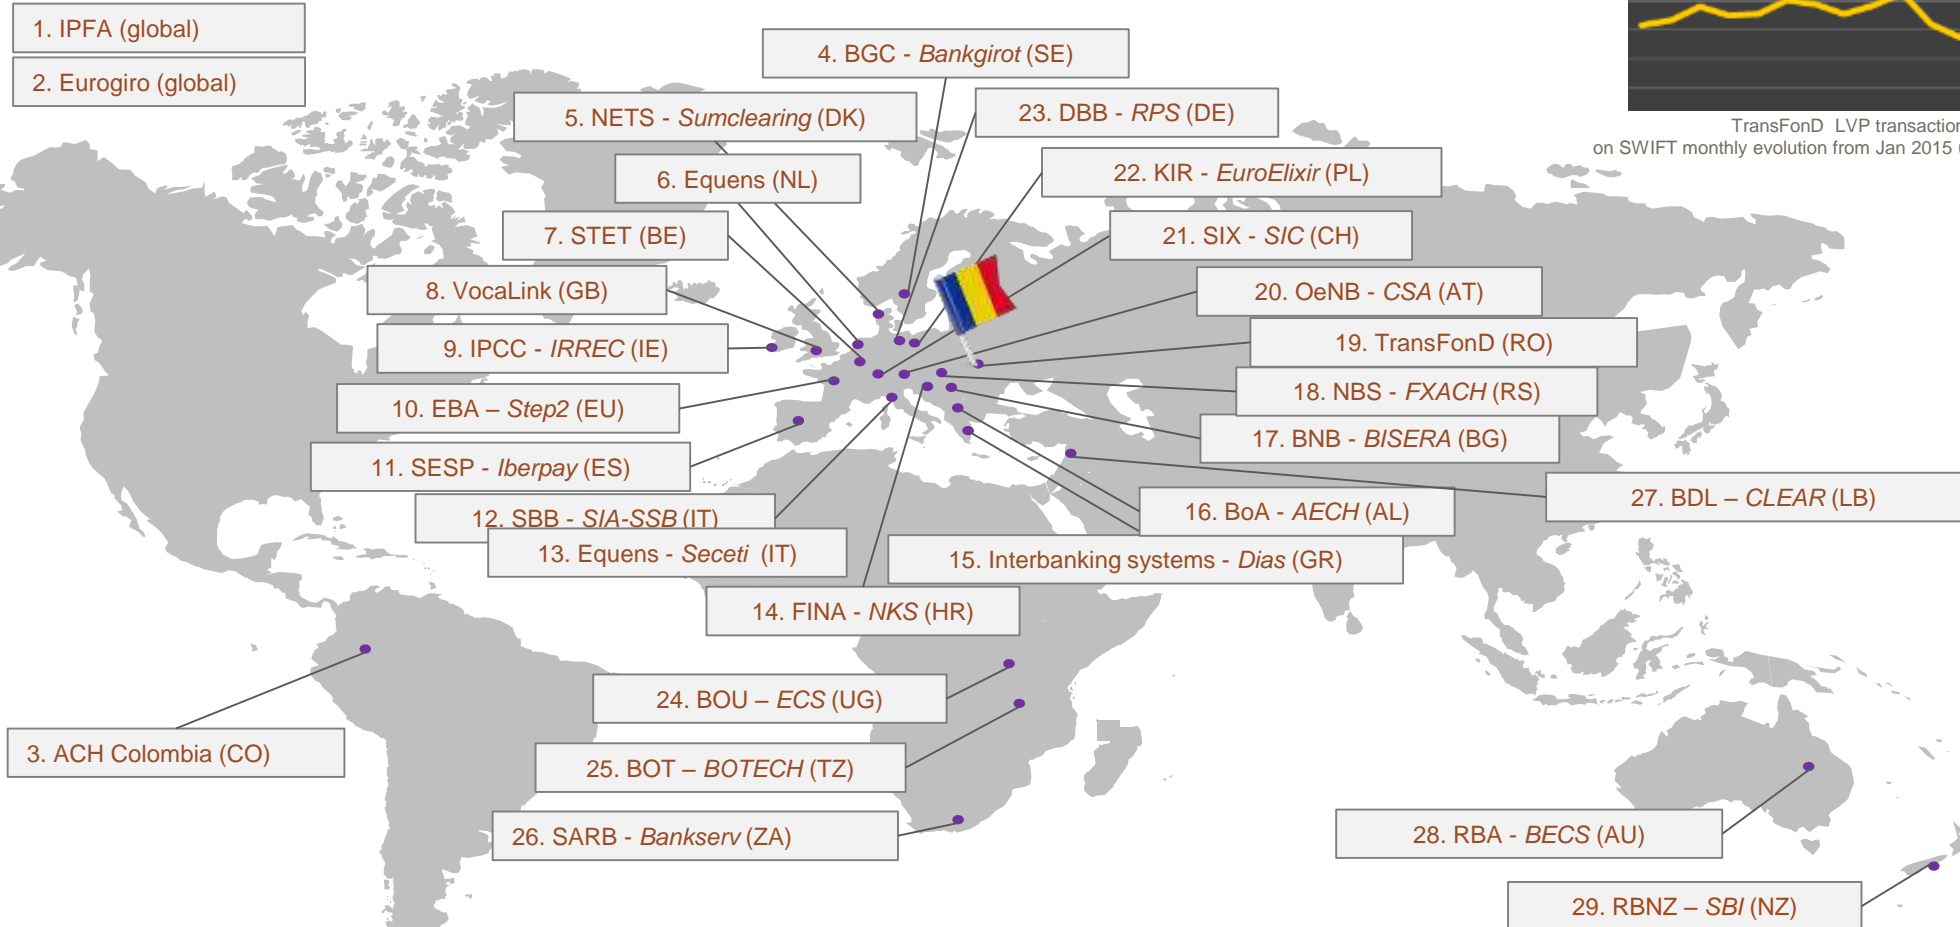 1. IPFA (global)
2. Eurogiro (global)
3. ACH Colombia (CO)
4. BGC - Bankgirot (SE)
5. NETS - Sumclearing (DK)
6. Equens (NL)
7. STET (BE)
8. VocaLink (GB)
9. IPCC - IRREC (IE)
10. EBA – Step2 (EU)
11. SESP - Iberpay (ES)
12. SBB - SIA-SSB (IT)
13. Equens - Seceti (IT)
14. FINA - NKS (HR)
15. Interbanking systems - Dias (GR)
16. BoA - AECH (AL)
17. BNB - BISERA (BG)
18. NBS - FXACH (RS)
19. TransFonD (RO)
20. OeNB - CSA (AT)
21. SIX - SIC (CH)
22. KIR - EuroElixir (PL)
23. DBB - RPS (DE)
24. BOU – ECS (UG)
25. BOT – BOTECH (TZ)
26. SARB - Bankserv (ZA)
27. BDL – CLEAR (LB)
28. RBA - BECS (AU)
29. RBNZ – SBI (NZ)
TransFonD LVP transaction
on SWIFT monthly evolution from Jan 2015